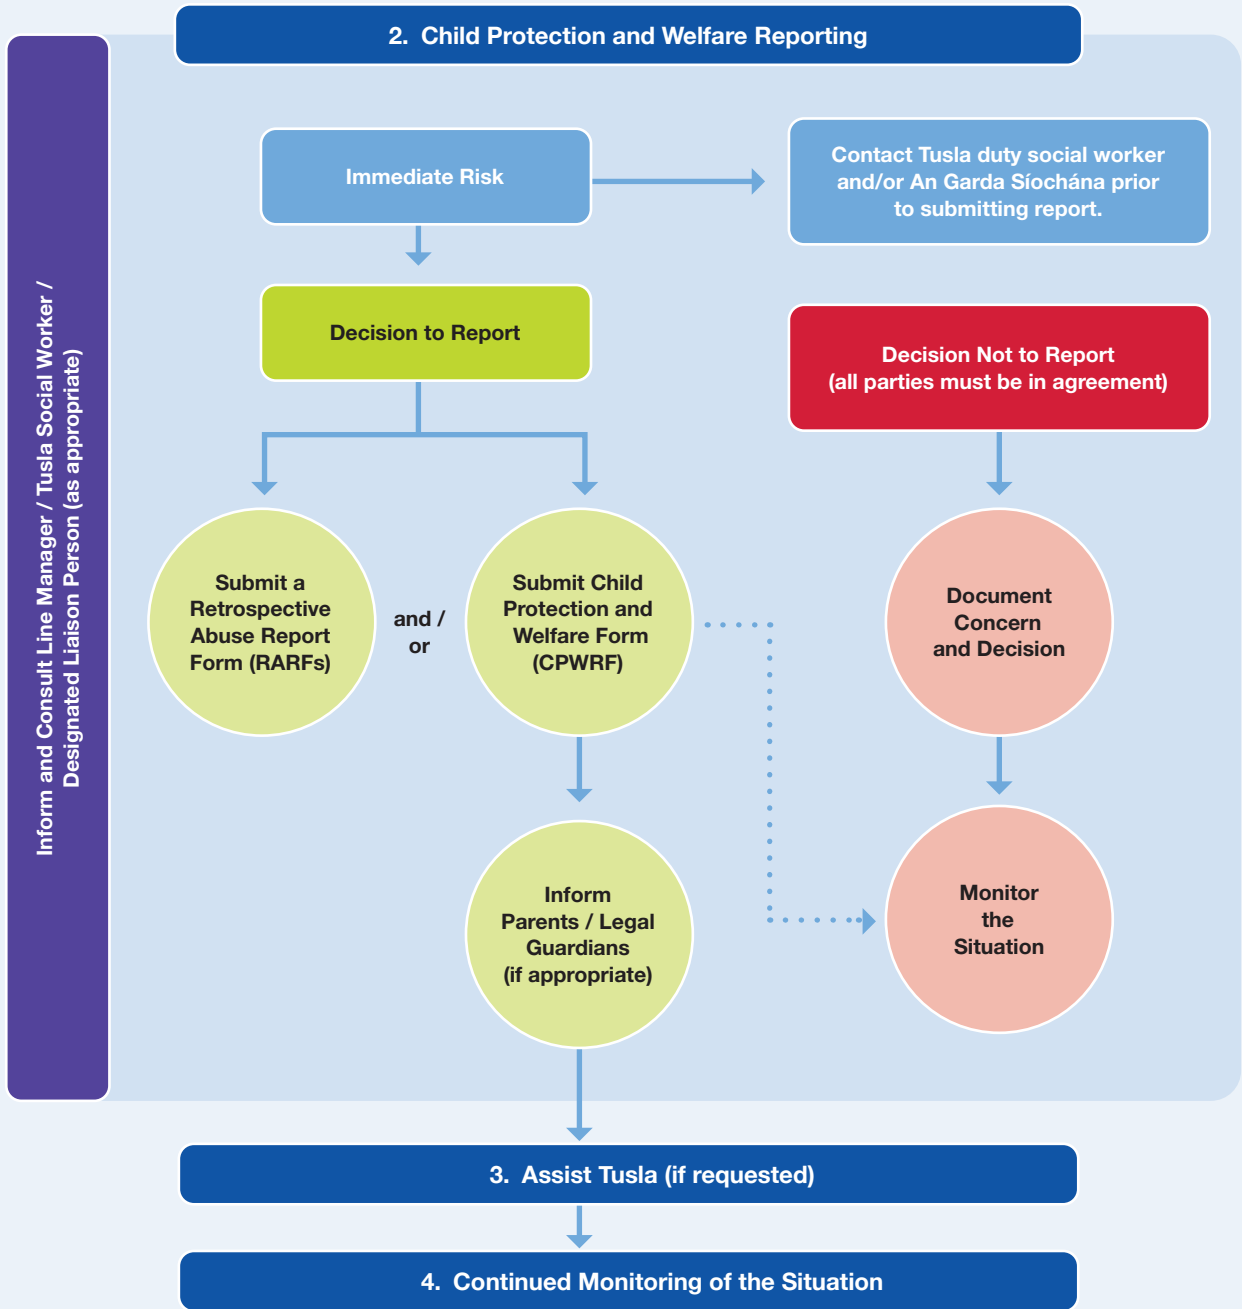 2. Child Protection and Welfare Reporting
Inform and Consult Line Manager / Tusla Social Worker /
Designated Liaison Person (as appropriate)
Immediate Risk
Contact Tusla duty social worker
and/or An Garda Síochána prior
to submitting report.
Decision to Report
Decision Not to Report
(all parties must be in agreement)
Submit a
Retrospective
Abuse Report
Form (RARFs)
and /
or
Submit Child
Protection and
Welfare Form
(CPWRF)
Document
Concern
and Decision
Inform
Parents / Legal
Guardians
(if appropriate)
Monitor
the
Situation
3. Assist Tusla (if requested)
4. Continued Monitoring of the Situation